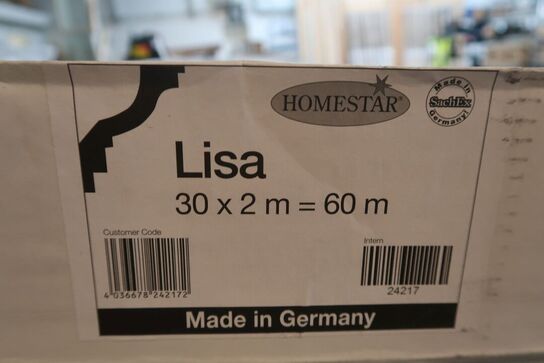 HOMESTAR®
Made in
SachEx
Germany!
Lisa
30 x 2 m = 60 m
Customer Code
Intern
4 036678 242172
24217
Made in Germany